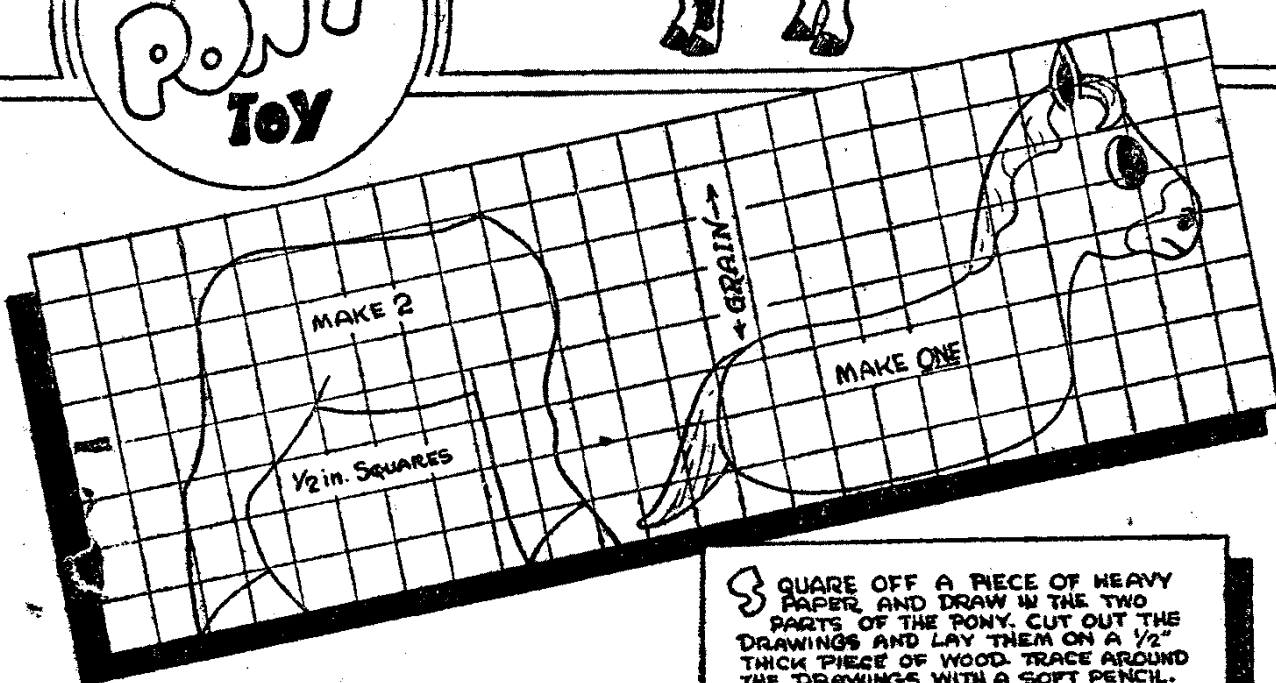 PONY
TOY
GRAIN
MAKE 2
MAKE ONE
1/2 in. SQUARES
SQUARE OFF A PIECE OF HEAVY
PAPER AND DRAW IN THE TWO
PARTS OF THE PONY. CUT OUT THE
DRAWINGS AND LAY THEM ON A 1/2"
THICK PIECE OF WOOD. TRACE AROUND
THE DRAWINGS WITH A SOFT PENCIL.